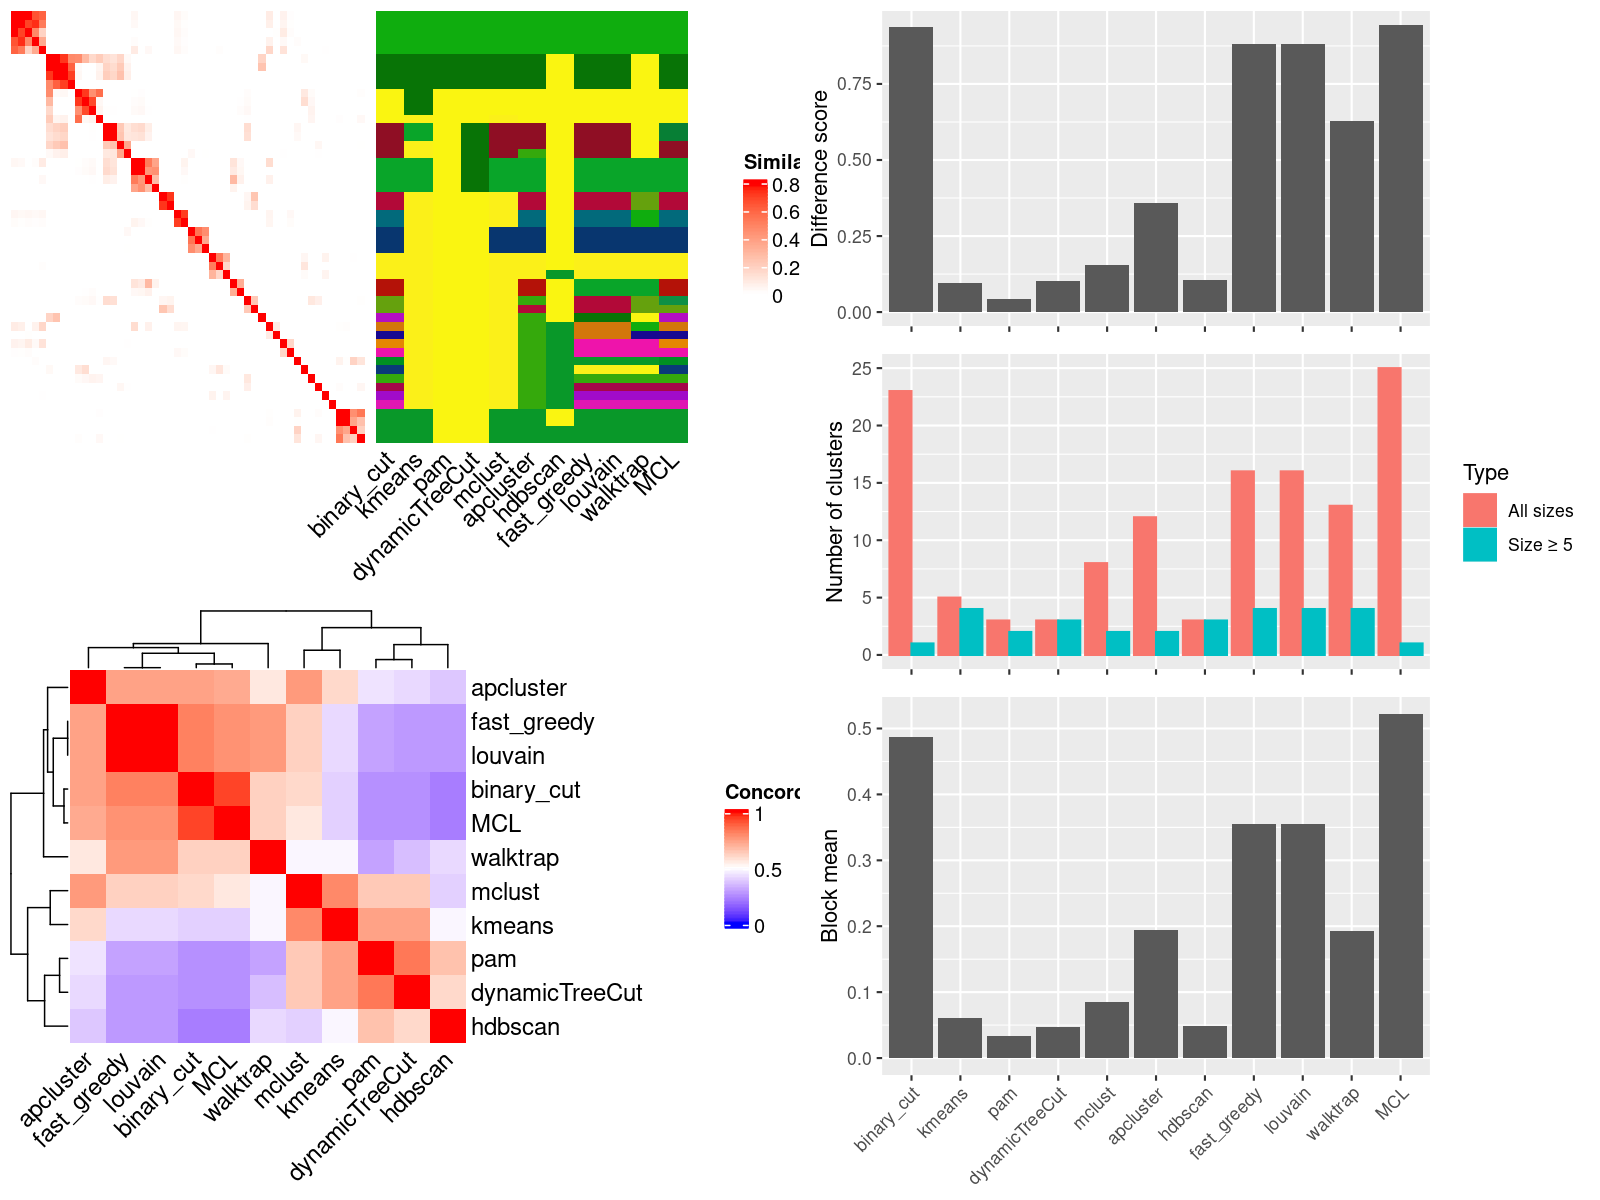 Simila
0.8
0.6
0.4
0.2
0
binary_cut
kmeans
pam
dynamicTreeCut
mclust
apcluster
hdbscan
fast_greedy
louvain
walktrap
MCL
Difference score
0.75
0.50
0.25
0.00
Number of clusters
25
20
15
10
5
0
Type
All sizes
Size ≥ 5
apcluster
fast_greedy
louvain
binary_cut
MCL
walktrap
mclust
kmeans
pam
dynamicTreeCut
hdbscan
apcluster
fast_greedy
louvain
binary_cut
MCL
walktrap
mclust
kmeans
pam
dynamicTreeCut
hdbscan
Concord
1
0.5
0
Block mean
0.5
0.4
0.3
0.2
0.1
0.0
binary_cut
kmeans
pam
dynamicTreeCut
mclust
apcluster
hdbscan
fast_greedy
louvain
walktrap
MCL